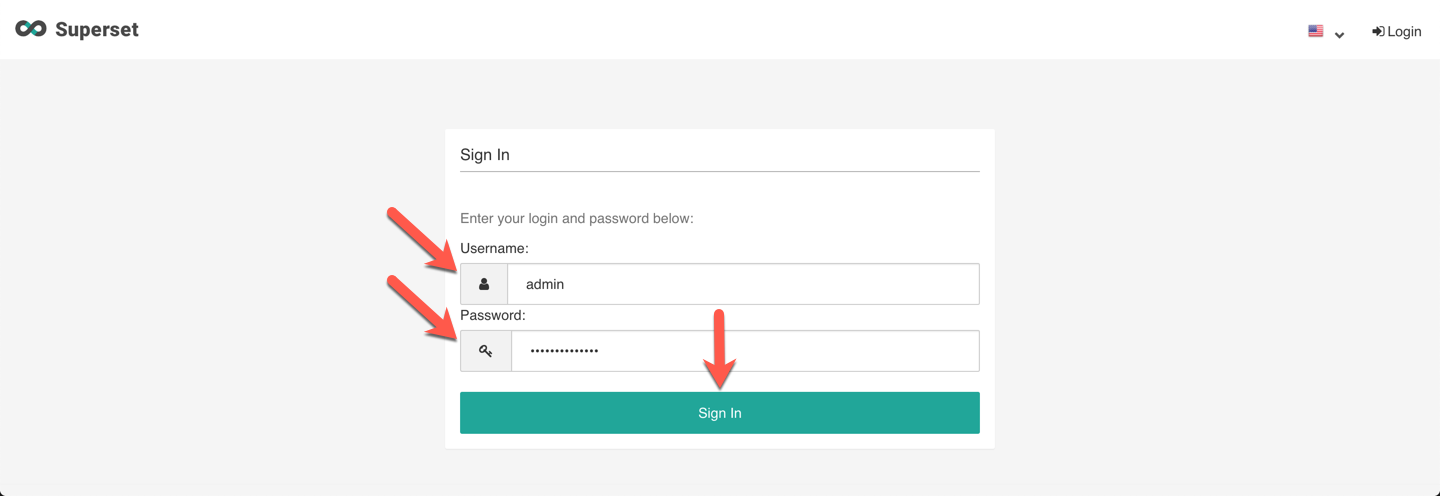 Superset
Login
Sign In
Enter your login and password below:
Username:
admin
Password:
••••••••••••••
Sign In